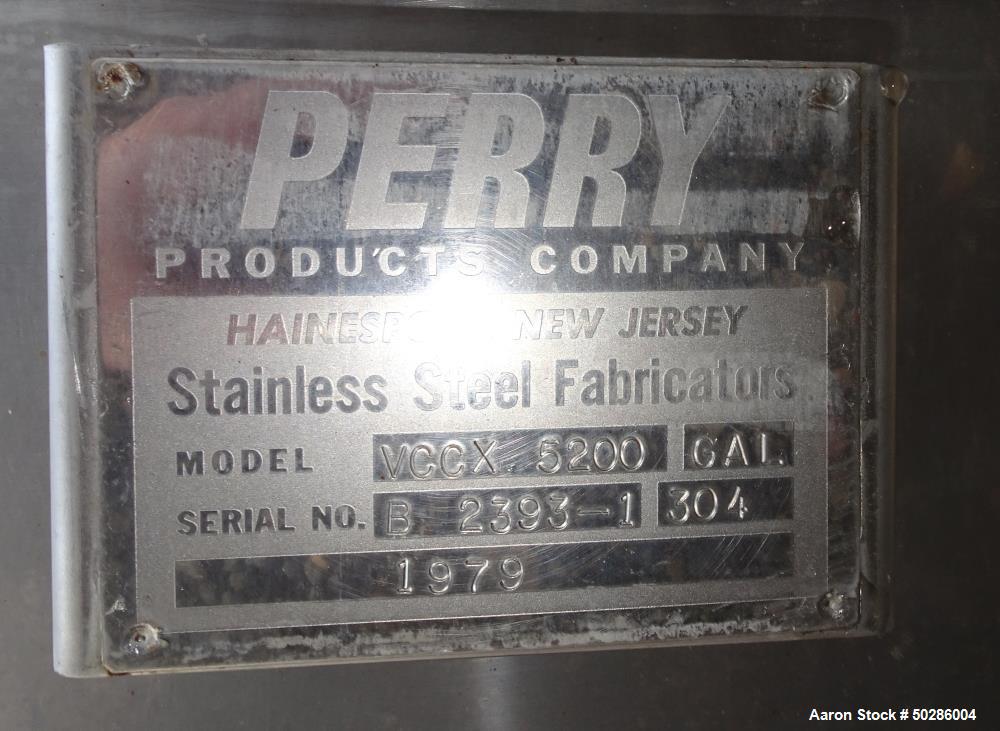 PERRY
PRODUCTS COMPANY
NEW JERSEY
Stainless Steel Fabricators
MODEL VCCX 5200 GAL
SERIAL NO. B 2393-1 304
1979
Aaron Stock # 50286004